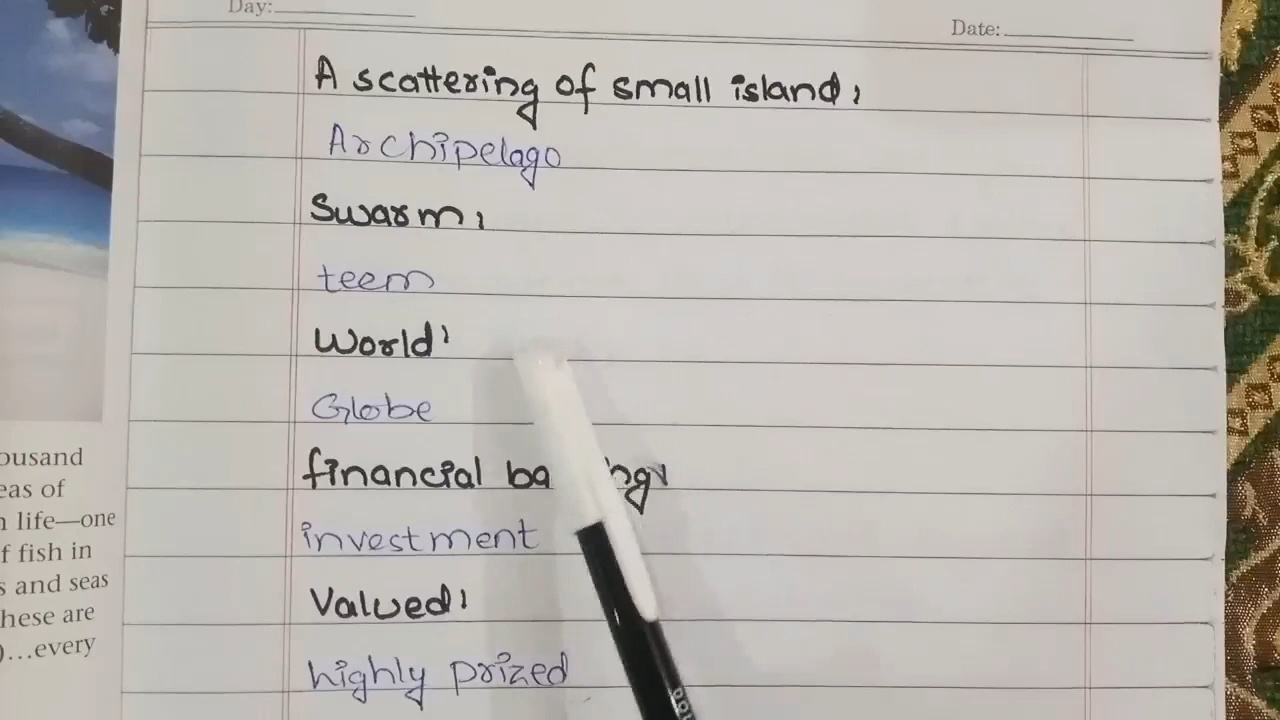 Day:
Date:
A scattering of small island,
Archipelago
Swarm,
teem
World'
Globe
financial
investment
Valued,
highly prized
ousand
eas of
life—one
f fish in
s and seas
hese are
)...every